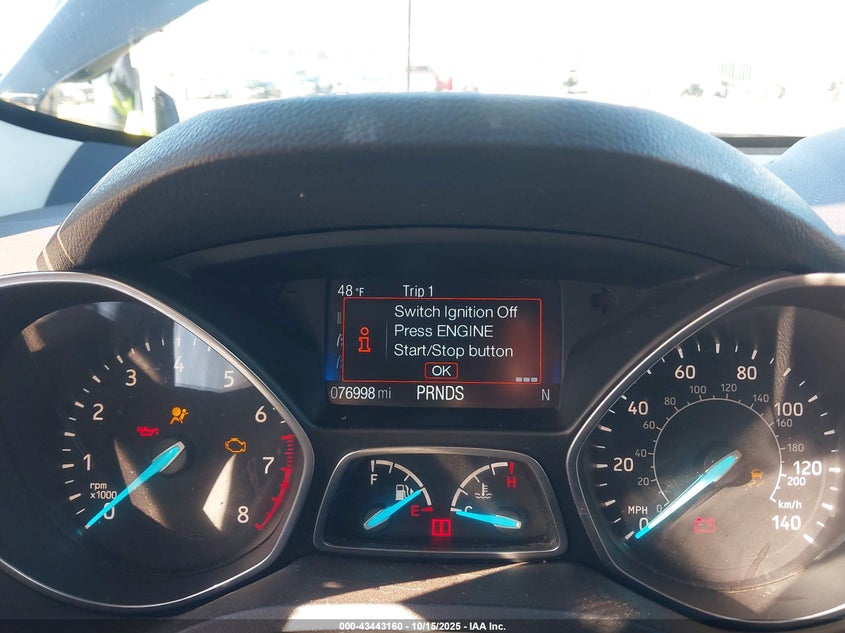 48 °F Trip 1
Switch Ignition Off
Press ENGINE
Start/Stop button
OK
076998 mi PRNDS N
0 1 2 3 4 5 6 7 8
rpm
x1000
F E
H C
0 20 40 60 80 100 120 140
MPH
0 20 40 60 80 100 120 140 160 180 200
km/h
000-43443160 - 10/15/2025 - IAA Inc.